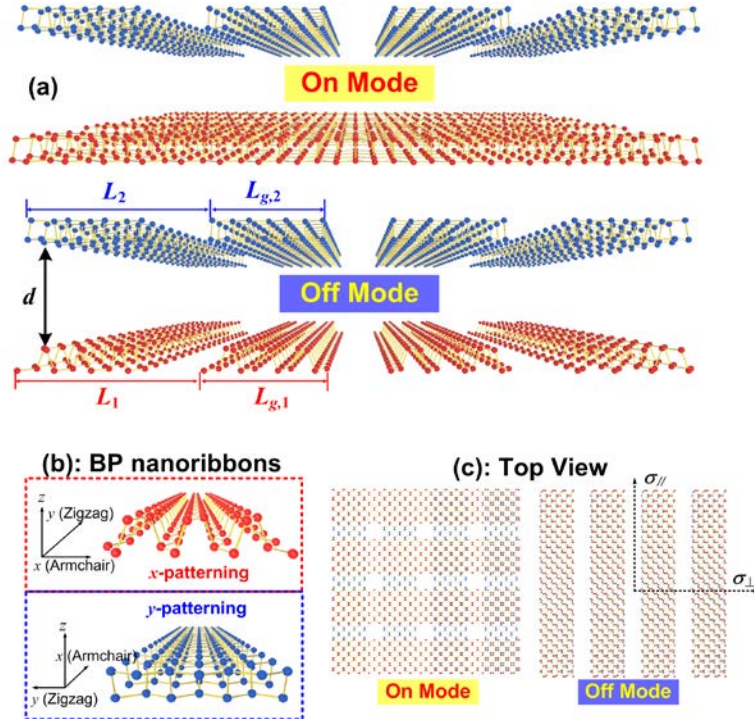 (a)
On Mode
L2
Lg,2
d
Off Mode
L1
Lg,1
(b): BP nanoribbons
z
y (Zigzag)
x (Armchair)
x-patterning
y-patterning
z
x (Armchair)
y (Zigzag)
(c): Top View
σ//
σ⊥
On Mode
Off Mode